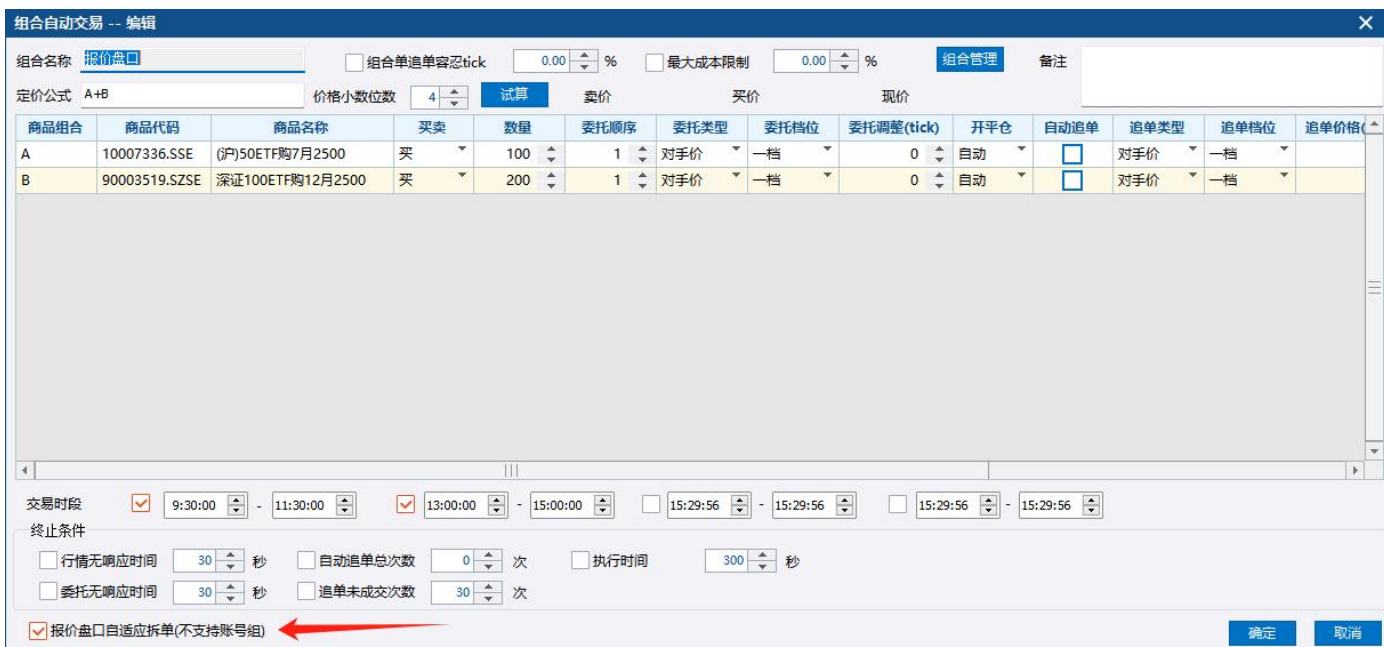 组合自动交易 -- 编辑
组合名称 报价盘口 组合单追单容忍tick 0.00 % 最大成本限制 0.00 % 组合管理 备注
定价公式 A+B 价格小数位数 4 试算 卖价 买价 现价
商品组合 商品代码 商品名称 买卖 数量 委托顺序 委托类型 委托档位 委托调整(tick) 开平仓 自动追单 追单类型 追单档位 追单价格(
A 10007336.SSE (沪)50ETF购7月2500 买 100 1 对手价 一档 0 自动 对手价 一档
B 90003519.SZSE 深证100ETF购12月2500 买 200 1 对手价 一档 0 自动 对手价 一档
交易时段 9:30:00 - 11:30:00 13:00:00 - 15:00:00 15:29:56 - 15:29:56 15:29:56 - 15:29:56
终止条件
行情无响应时间 30 秒 自动追单总次数 0 次 执行时间 300 秒
委托无响应时间 30 秒 追单未成交次数 30 次
报价盘口自适应拆单(不支持账号组) 确定 取消